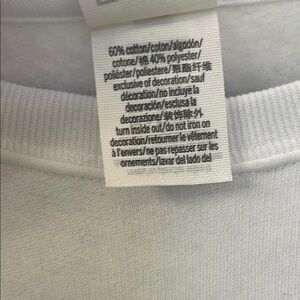 60% cotton/coton/algodón/
cotone/棉 40% polyester/
poliéster/poliestere/聚酯纤维
exclusive of decoration/sauf
décoration/no incluye la
decoración/esclusa la
decorazione/装饰除外
turn inside out/do not iron on
decoration/retourner le vêtement
à l'envers/ne pas repasser sur les
ornements/lavar del lado del